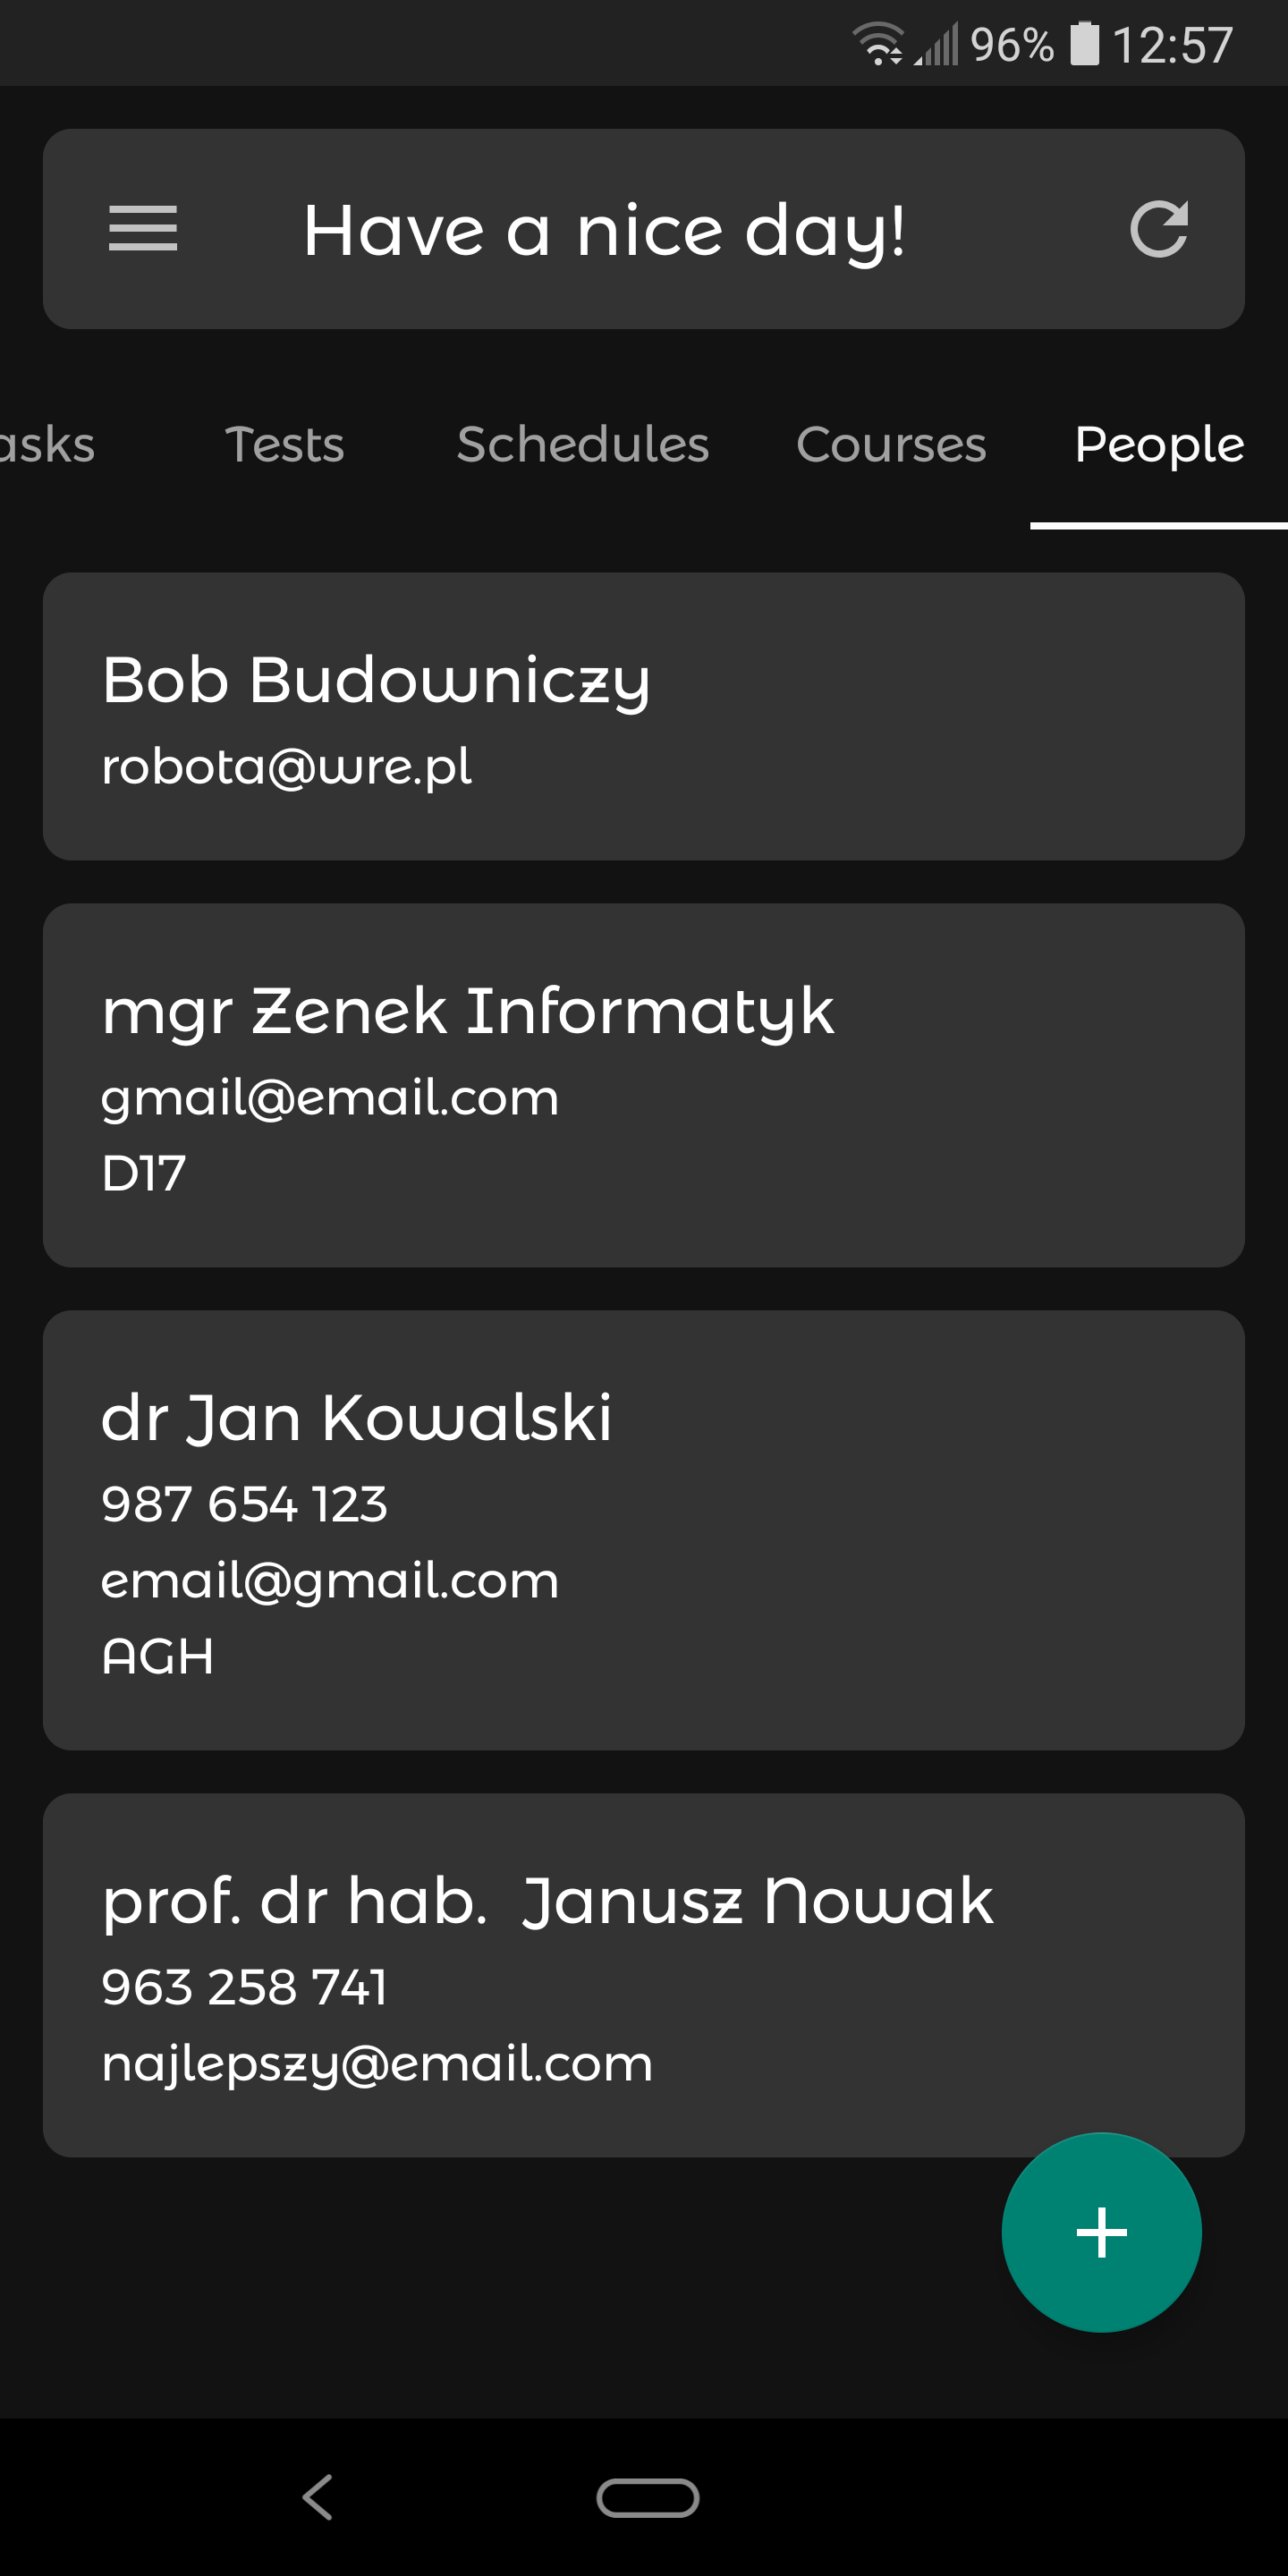 96% 12:57
Have a nice day!
asks Tests Schedules Courses People
Bob Budowniczy
robota@wre.pl
mgr Zenek Informatyk
gmail@email.com
D17
dr Jan Kowalski
987 654 123
email@gmail.com
AGH
prof. dr hab.  Janusz Nowak
963 258 741
najlepszy@email.com